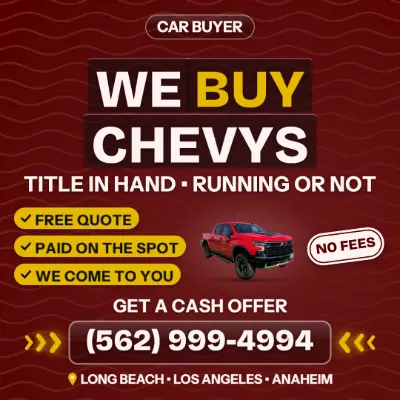 CAR BUYER
WE BUY
CHEVYS
TITLE IN HAND • RUNNING OR NOT
FREE QUOTE
PAID ON THE SPOT
WE COME TO YOU
NO FEES
GET A CASH OFFER
(562) 999-4994
LONG BEACH • LOS ANGELES • ANAHEIM